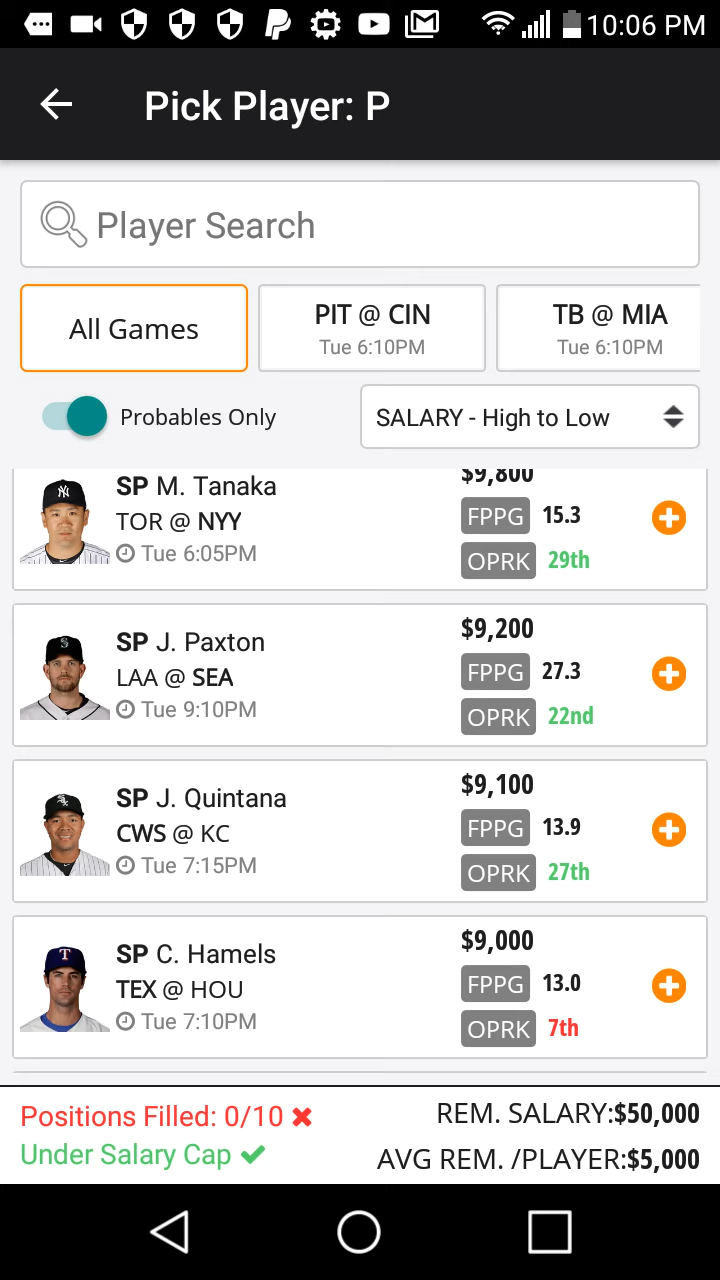 10:06 PM
Pick Player: P
Player Search
All Games
PIT @ CIN
Tue 6:10PM
TB @ MIA
Tue 6:10PM
Probables Only
SALARY - High to Low
$9,800
SP M. Tanaka
FPPG 15.3
TOR @ NYY
Tue 6:05PM
OPRK 29th
$9,200
SP J. Paxton
FPPG 27.3
LAA @ SEA
Tue 9:10PM
OPRK 22nd
$9,100
SP J. Quintana
FPPG 13.9
CWS @ KC
Tue 7:15PM
OPRK 27th
$9,000
SP C. Hamels
FPPG 13.0
TEX @ HOU
Tue 7:10PM
OPRK 7th
Positions Filled: 0/10
REM. SALARY:$50,000
Under Salary Cap
AVG REM. /PLAYER:$5,000